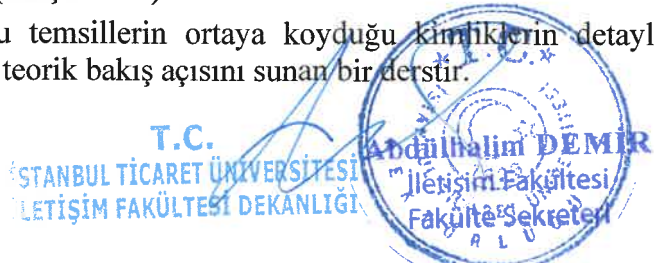 u temsillerin ortaya koyduğu kimliklerin detayl
teorik bakış açısını sunan bir derstir.
T.C.
T.C.
STANBUL TİCARET ÜNİVERSİTESİ
LETİŞİM FAKÜLTESİ DEKANLIĞI
Abdülhalim DEMİR
İletişim Fakültesi
Fakülte Sekreteri